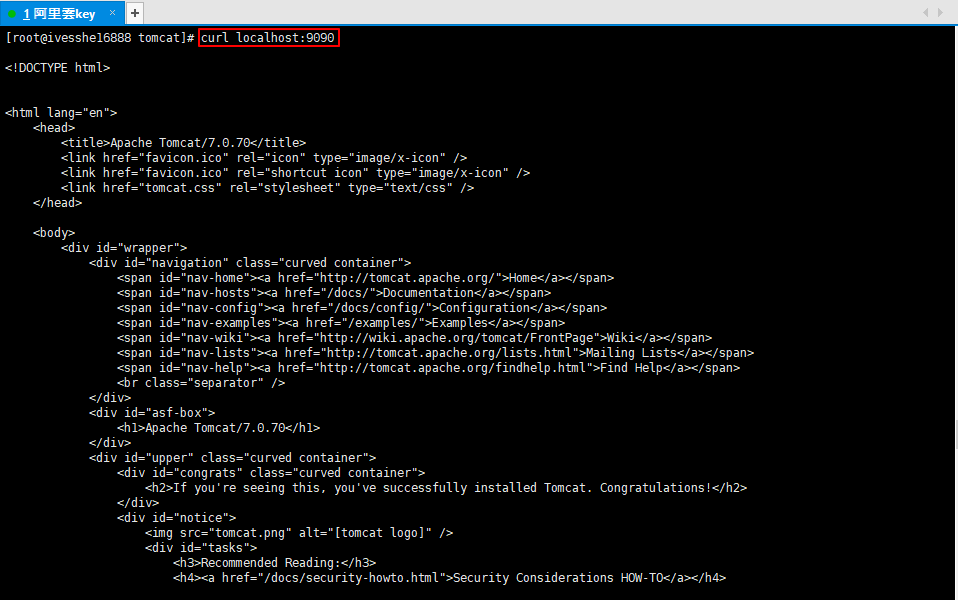 1 阿里云key × +
[root@ivesshe16888 tomcat]# curl localhost:9090
<!DOCTYPE html>
<html lang="en">
    <head>
        <title>Apache Tomcat/7.0.70</title>
        <link href="favicon.ico" rel="icon" type="image/x-icon" />
        <link href="favicon.ico" rel="shortcut icon" type="image/x-icon" />
        <link href="tomcat.css" rel="stylesheet" type="text/css" />
    </head>
    <body>
        <div id="wrapper">
            <div id="navigation" class="curved container">
                <span id="nav-home"><a href="http://tomcat.apache.org/">Home</a></span>
                <span id="nav-hosts"><a href="/docs/">Documentation</a></span>
                <span id="nav-config"><a href="/docs/config/">Configuration</a></span>
                <span id="nav-examples"><a href="/examples/">Examples</a></span>
                <span id="nav-wiki"><a href="http://wiki.apache.org/tomcat/FrontPage">Wiki</a></span>
                <span id="nav-lists"><a href="http://tomcat.apache.org/lists.html">Mailing Lists</a></span>
                <span id="nav-help"><a href="http://tomcat.apache.org/findhelp.html">Find Help</a></span>
                <br class="separator" />
            </div>
            <div id="asf-box">
                <h1>Apache Tomcat/7.0.70</h1>
            </div>
            <div id="upper" class="curved container">
                <div id="congrats" class="curved container">
                    <h2>If you're seeing this, you've successfully installed Tomcat. Congratulations!</h2>
                </div>
                <div id="notice">
                    <img src="tomcat.png" alt="[tomcat logo]" />
                    <div id="tasks">
                        <h3>Recommended Reading:</h3>
                        <h4><a href="/docs/security-howto.html">Security Considerations HOW-TO</a></h4>